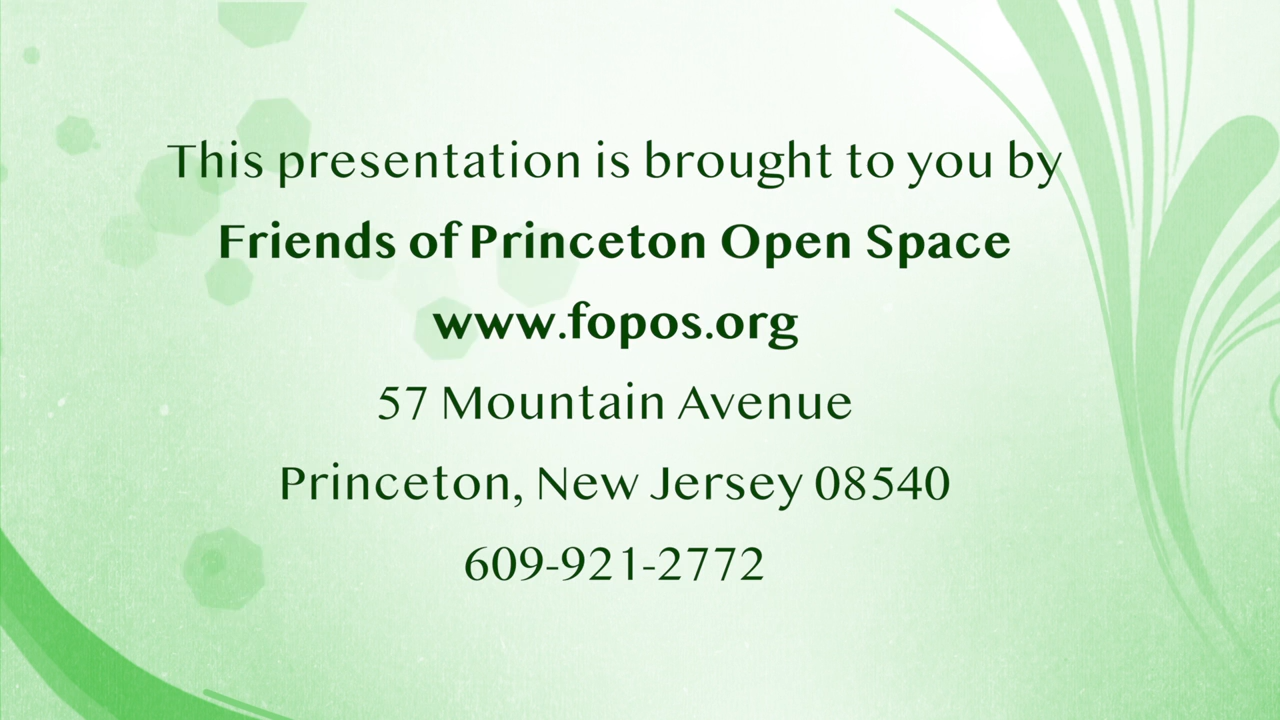 This presentation is brought to you by
Friends of Princeton Open Space
www.fopos.org
57 Mountain Avenue
Princeton, New Jersey 08540
609-921-2772